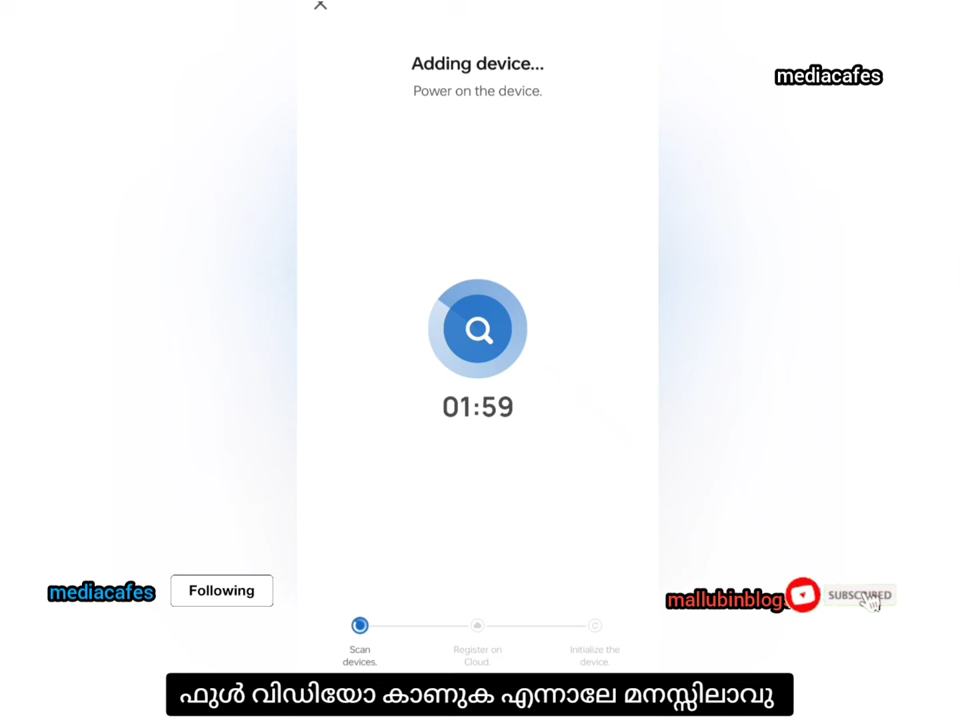 Adding device...
Power on the device.
mediacafes
01:59
mediacafes
Following
mallubinblogs
SUBSCRIBED
Scan
devices.
Register on
Cloud.
Initialize the
device.
ഫുൾ വിഡിയോ കാണുക എന്നാലേ മനസ്സിലാവു